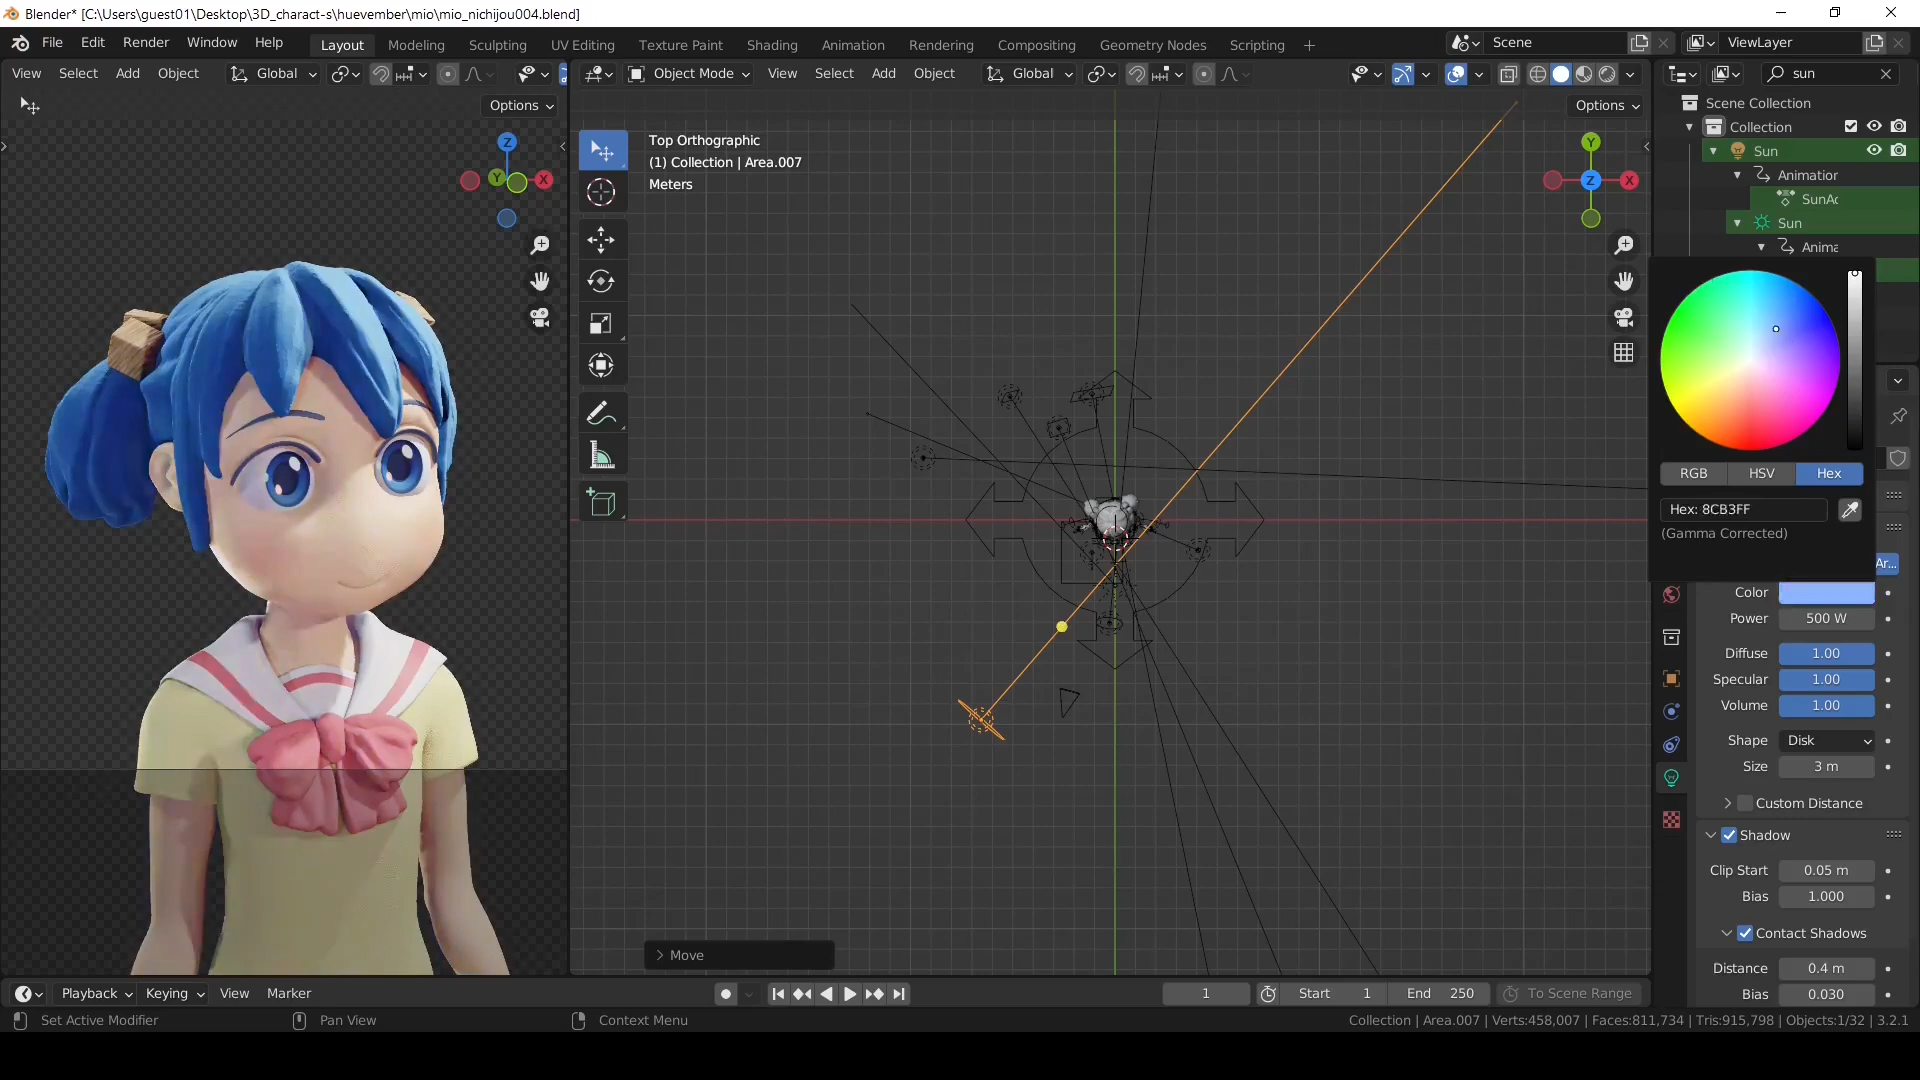 Blender* [C:\Users\guest01\Desktop\3D_charact-s\huevember\mio\mio_nichijou004.blend]
File Edit Render Window Help Layout Modeling Sculpting UV Editing Texture Paint Shading Animation Rendering Compositing Geometry Nodes Scripting Scene ViewLayer
View Select Add Object Global Object Mode View Select Add Object Global sun
Options Options Scene Collection
Collection
Top Orthographic
(1) Collection | Area.007
Meters
Z Y X
Y Z X
Sun
Animation
SunAc
Sun
Anima
RGB HSV Hex
Hex: 8CB3FF
(Gamma Corrected)
Ar...
Color
Power 500 W
Diffuse 1.00
Specular 1.00
Volume 1.00
Shape Disk
Size 3 m
Custom Distance
Shadow
Clip Start 0.05 m
Bias 1.000
Contact Shadows
Distance 0.4 m
Bias 0.030
Move
Playback Keying View Marker 1 Start 1 End 250 To Scene Range
Set Active Modifier Pan View Context Menu Collection | Area.007 | Verts:458,007 | Faces:811,734 | Tris:915,798 | Objects:1/32 | 3.2.1